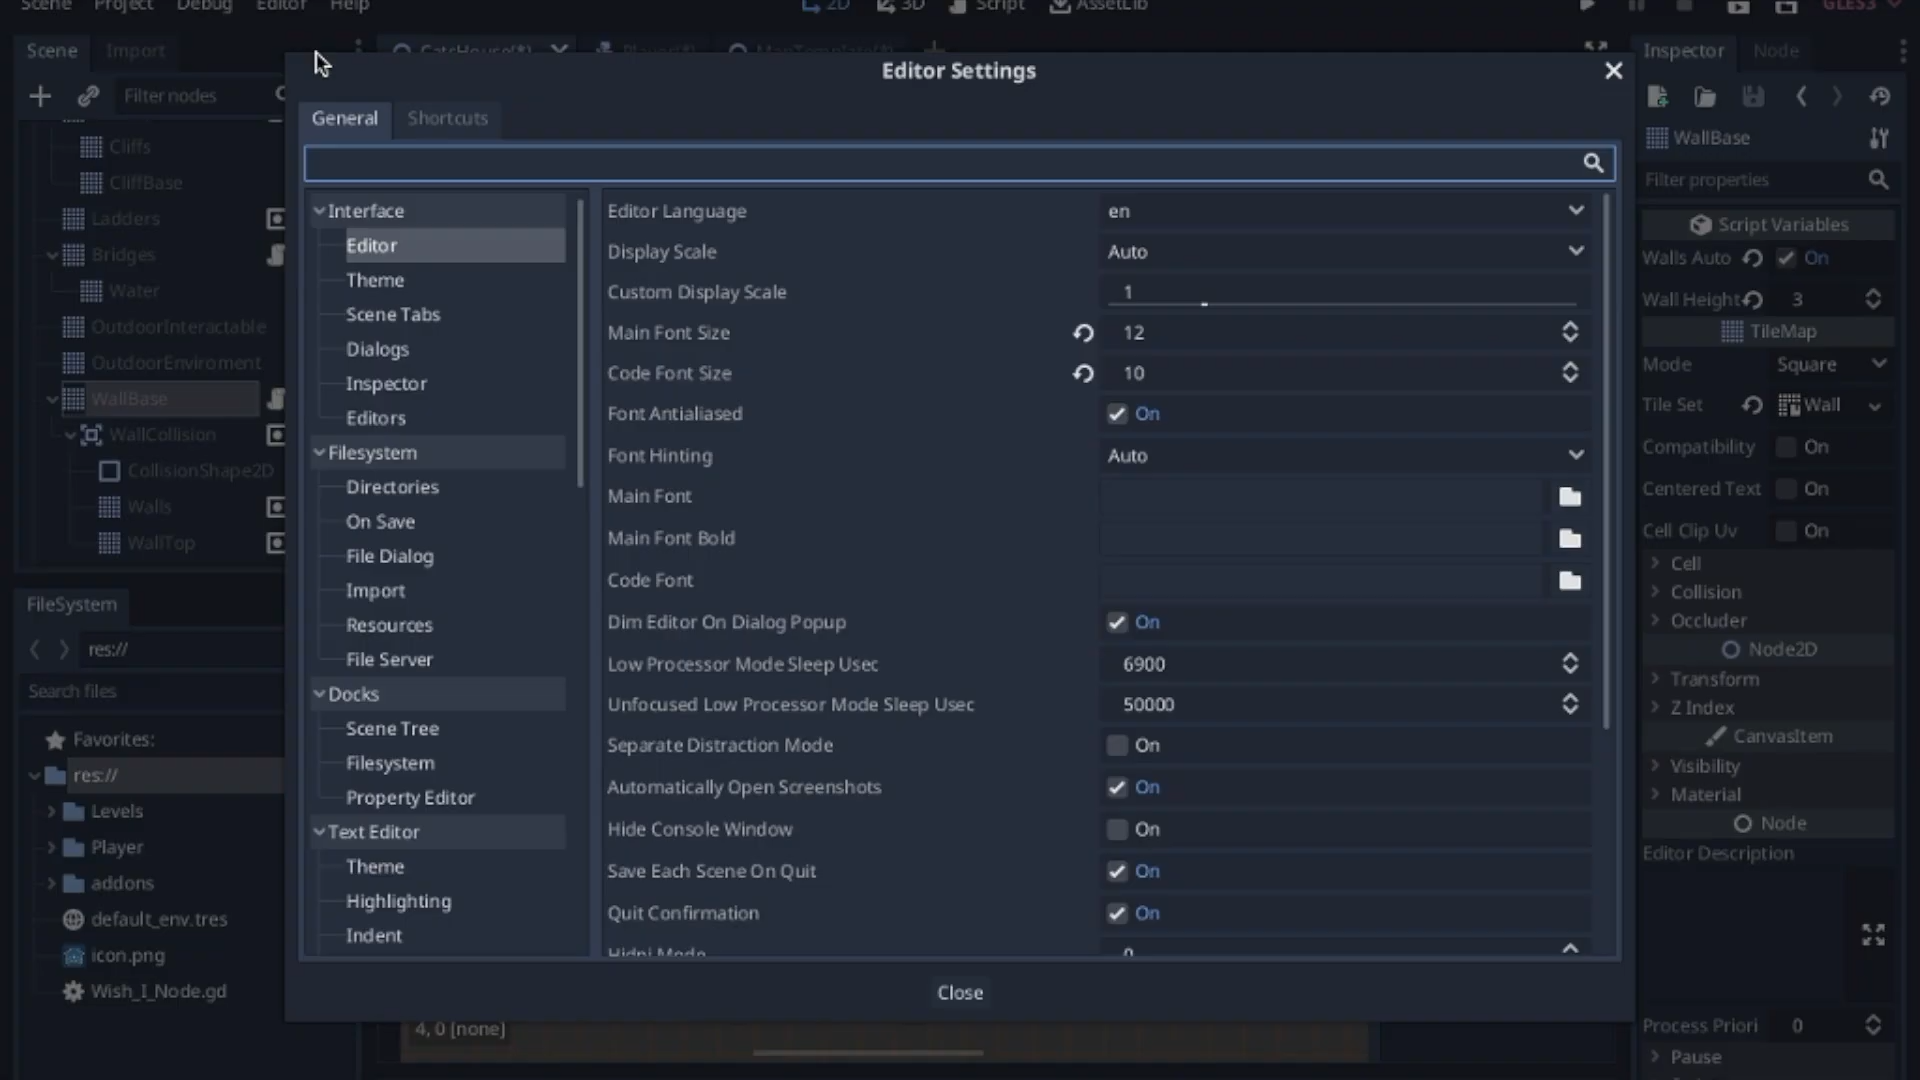 Scene Project Debug Editor Help
2D 3D Script AssetLib
GLES3
Scene Import
CatsHouse(*) Player(*) MapTemplate(*)
Inspector Node
Filter nodes
Cliffs
CliffBase
Ladders
Bridges
Water
OutdoorInteractable
OutdoorEnviroment
WallBase
WallCollision
CollisionShape2D
Walls
WallTop
FileSystem
res://
Search files
Favorites:
res://
Levels
Player
addons
default_env.tres
icon.png
Wish_I_Node.gd
Editor Settings
General Shortcuts
Interface
Editor
Theme
Scene Tabs
Dialogs
Inspector
Editors
Filesystem
Directories
On Save
File Dialog
Import
Resources
File Server
Docks
Scene Tree
Filesystem
Property Editor
Text Editor
Theme
Highlighting
Indent
Editor Language en
Display Scale Auto
Custom Display Scale 1
Main Font Size 12
Code Font Size 10
Font Antialiased On
Font Hinting Auto
Main Font
Main Font Bold
Code Font
Dim Editor On Dialog Popup On
Low Processor Mode Sleep Usec 6900
Unfocused Low Processor Mode Sleep Usec 50000
Separate Distraction Mode On
Automatically Open Screenshots On
Hide Console Window On
Save Each Scene On Quit On
Quit Confirmation On
Hidpi Mode 0
Close
4, 0 [none]
WallBase
Filter properties
Script Variables
Walls Auto On
Wall Height 3
TileMap
Mode Square
Tile Set Wall
Compatibility On
Centered Text On
Cell Clip Uv On
Cell
Collision
Occluder
Node2D
Transform
Z Index
CanvasItem
Visibility
Material
Node
Editor Description
Process Priori 0
Pause